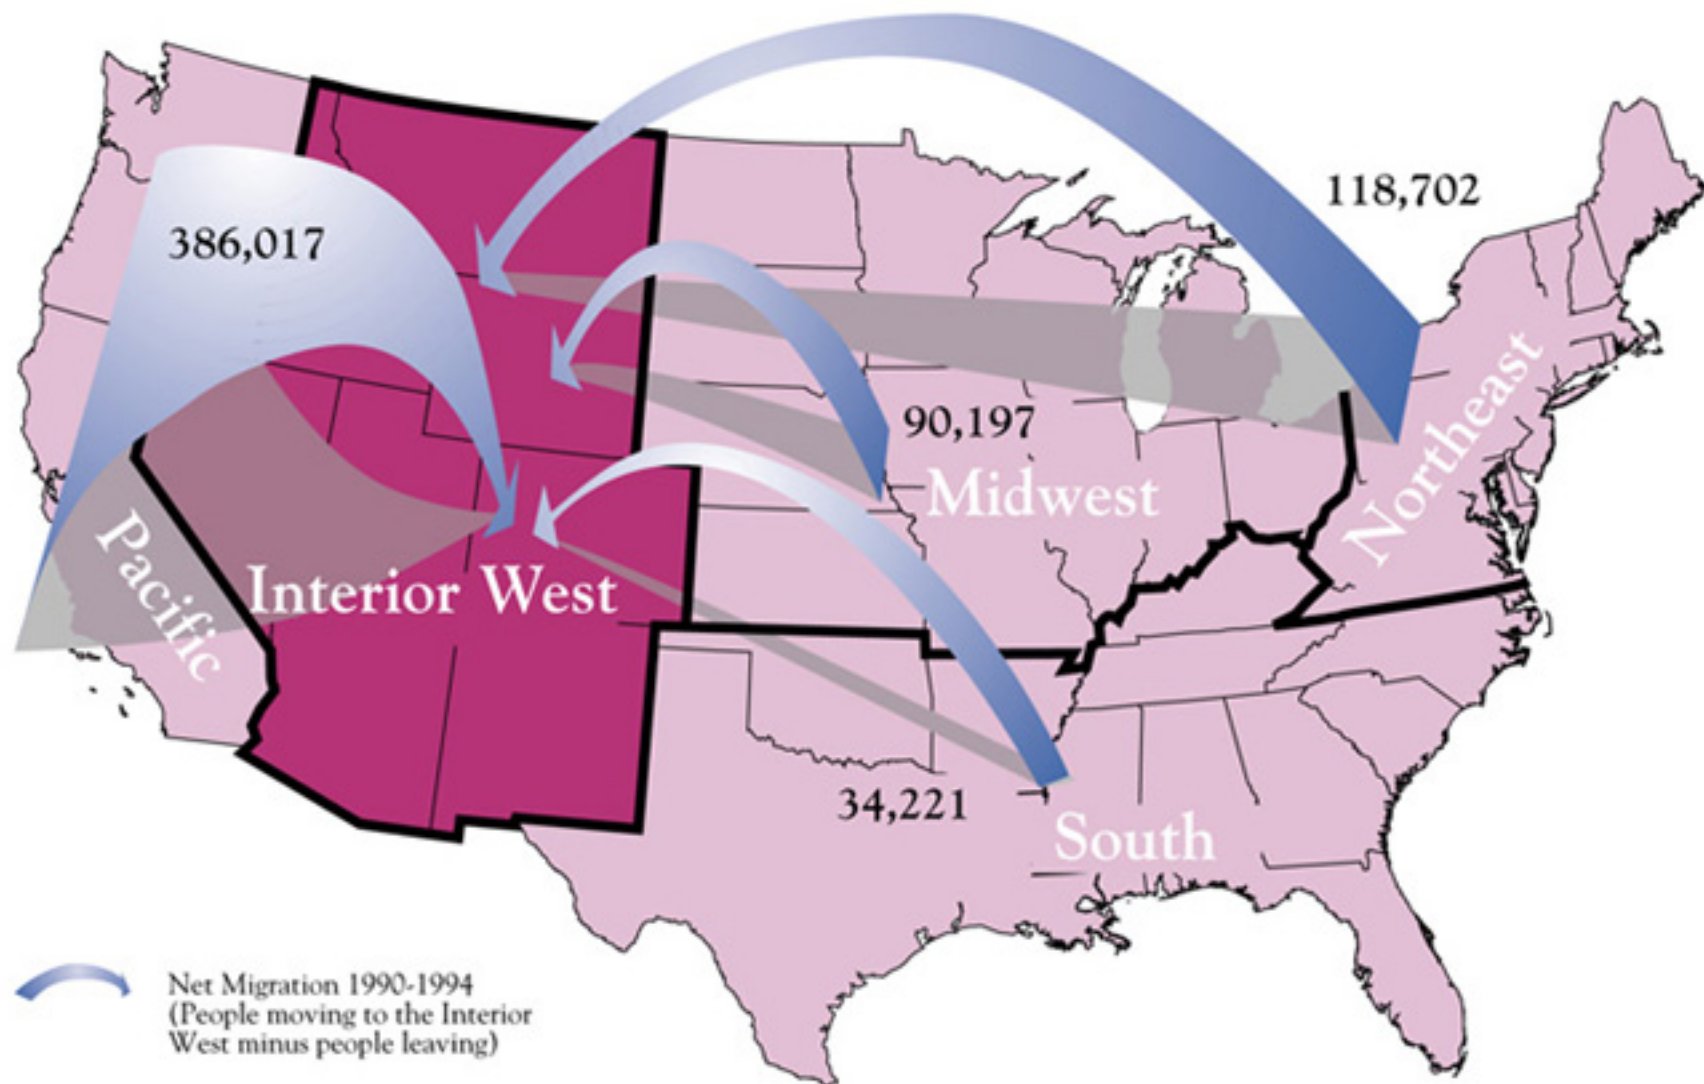 118,702
386,017
90,197
Midwest
Northeast
Pacific
Interior West
34,221
South
Net Migration 1990-1994
(People moving to the Interior
West minus people leaving)